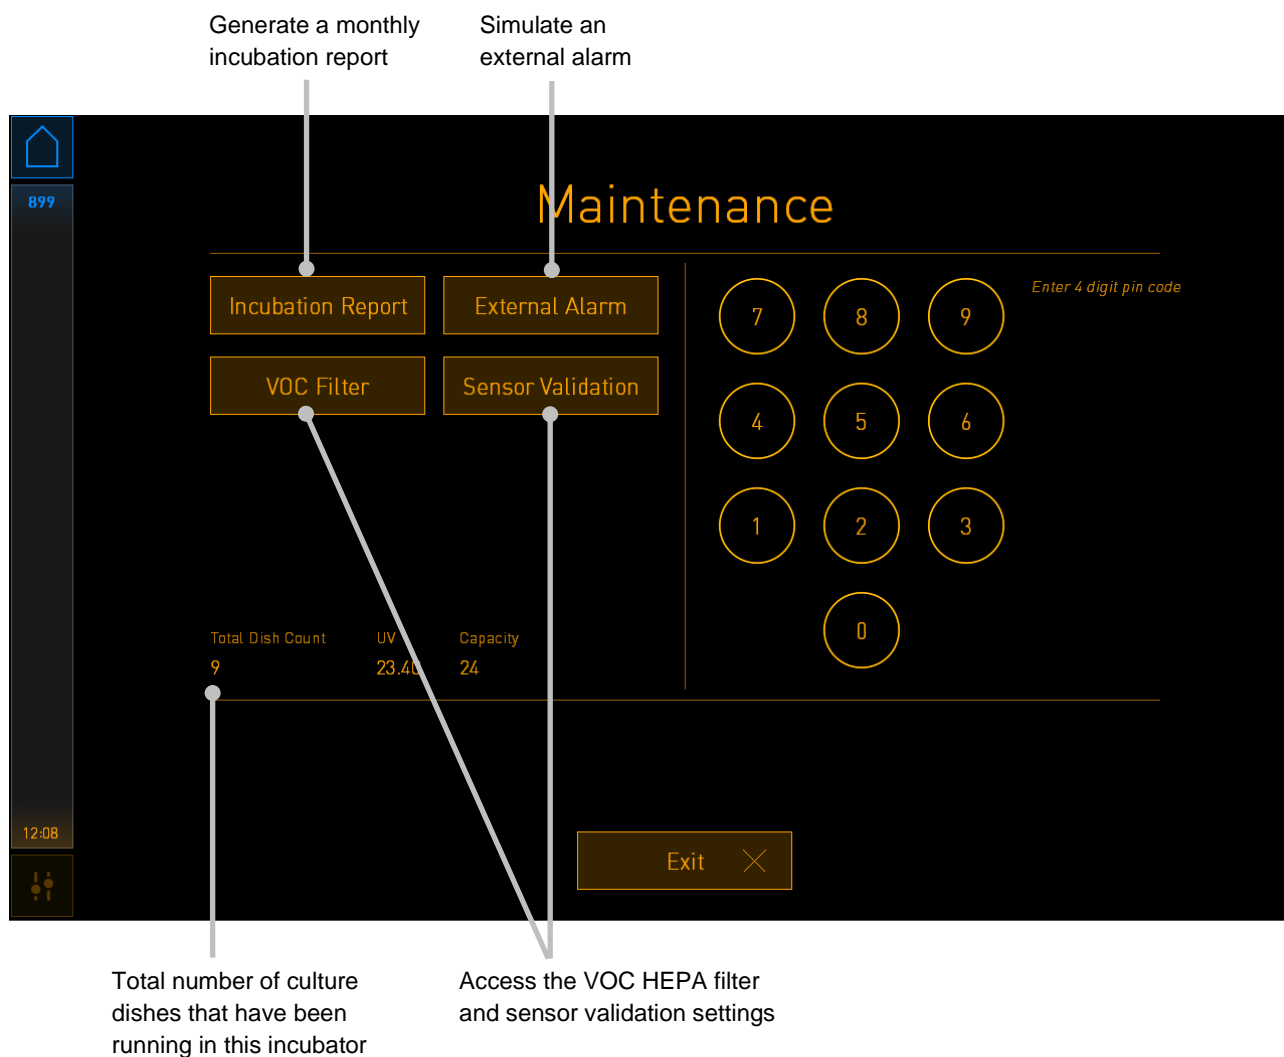 Generate a monthly
incubation report
Simulate an
external alarm
899
Maintenance
Incubation Report
External Alarm
VOC Filter
Sensor Validation
7
8
9
Enter 4 digit pin code
4
5
6
1
2
3
0
Total Dish Count
UV
Capacity
9
23.40
24
12:08
Exit
Total number of culture
dishes that have been
running in this incubator
Access the VOC HEPA filter
and sensor validation settings